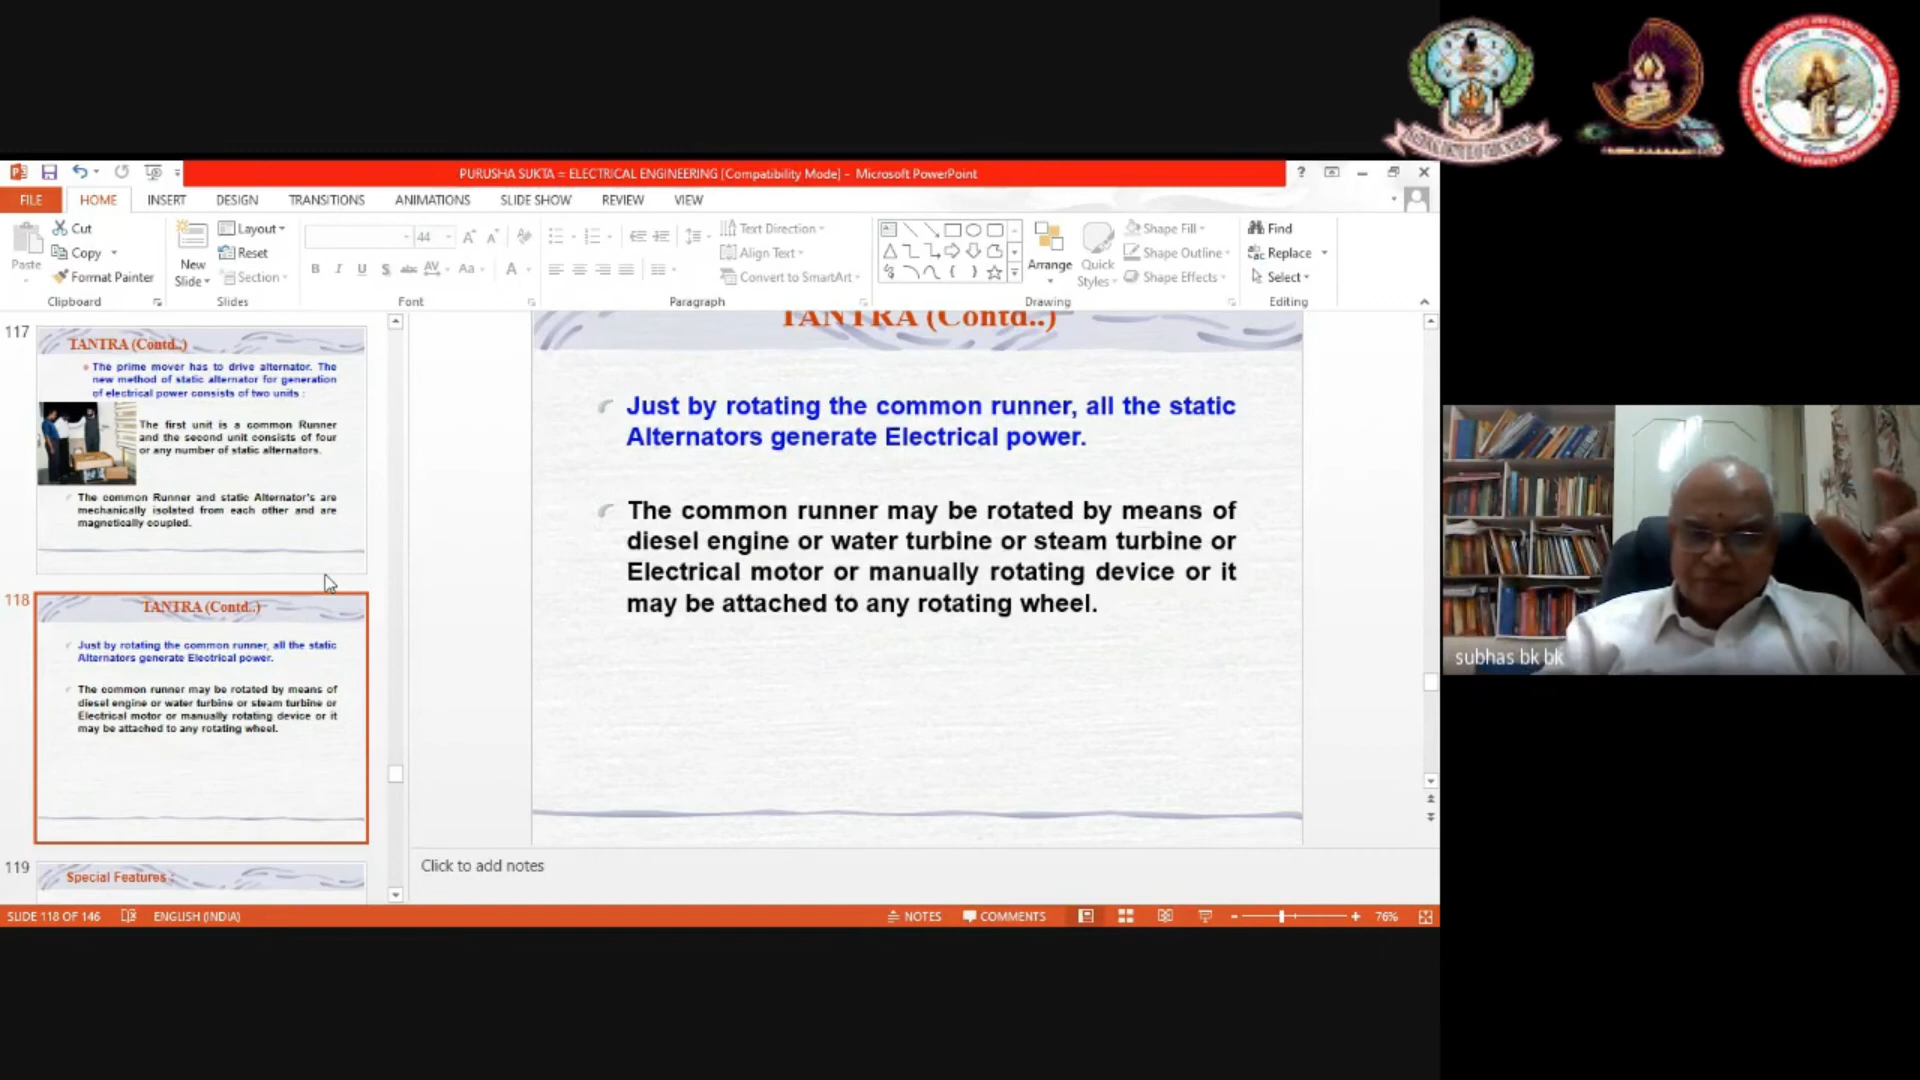 PURUSHA SUKTA = ELECTRICAL ENGINEERING [Compatibility Mode] - Microsoft PowerPoint
FILE HOME INSERT DESIGN TRANSITIONS ANIMATIONS SLIDE SHOW REVIEW VIEW
Paste
Cut
Copy
Format Painter
Clipboard
New
Slide
Layout
Reset
Section
Slides
44
Font
Text Direction
Align Text
Convert to SmartArt
Paragraph
Arrange
Quick
Styles
Shape Fill
Shape Outline
Shape Effects
Drawing
Find
Replace
Select
Editing
117
TANTRA (Contd..)
The prime mover has to drive alternator. The
new method of static alternator for generation
of electrical power consists of two units :
The first unit is a common Runner
and the second unit consists of four
or any number of static alternators.
The common Runner and static Alternator's are
mechanically isolated from each other and are
magnetically coupled.
118
TANTRA (Contd..)
Just by rotating the common runner, all the static
Alternators generate Electrical power.
The common runner may be rotated by means of
diesel engine or water turbine or steam turbine or
Electrical motor or manually rotating device or it
may be attached to any rotating wheel.
119
Special Features :
TANTRA (Contd..)
Just by rotating the common runner, all the static
Alternators generate Electrical power.
The common runner may be rotated by means of
diesel engine or water turbine or steam turbine or
Electrical motor or manually rotating device or it
may be attached to any rotating wheel.
Click to add notes
SLIDE 118 OF 146 ENGLISH (INDIA) NOTES COMMENTS 76%
subhas bk bk